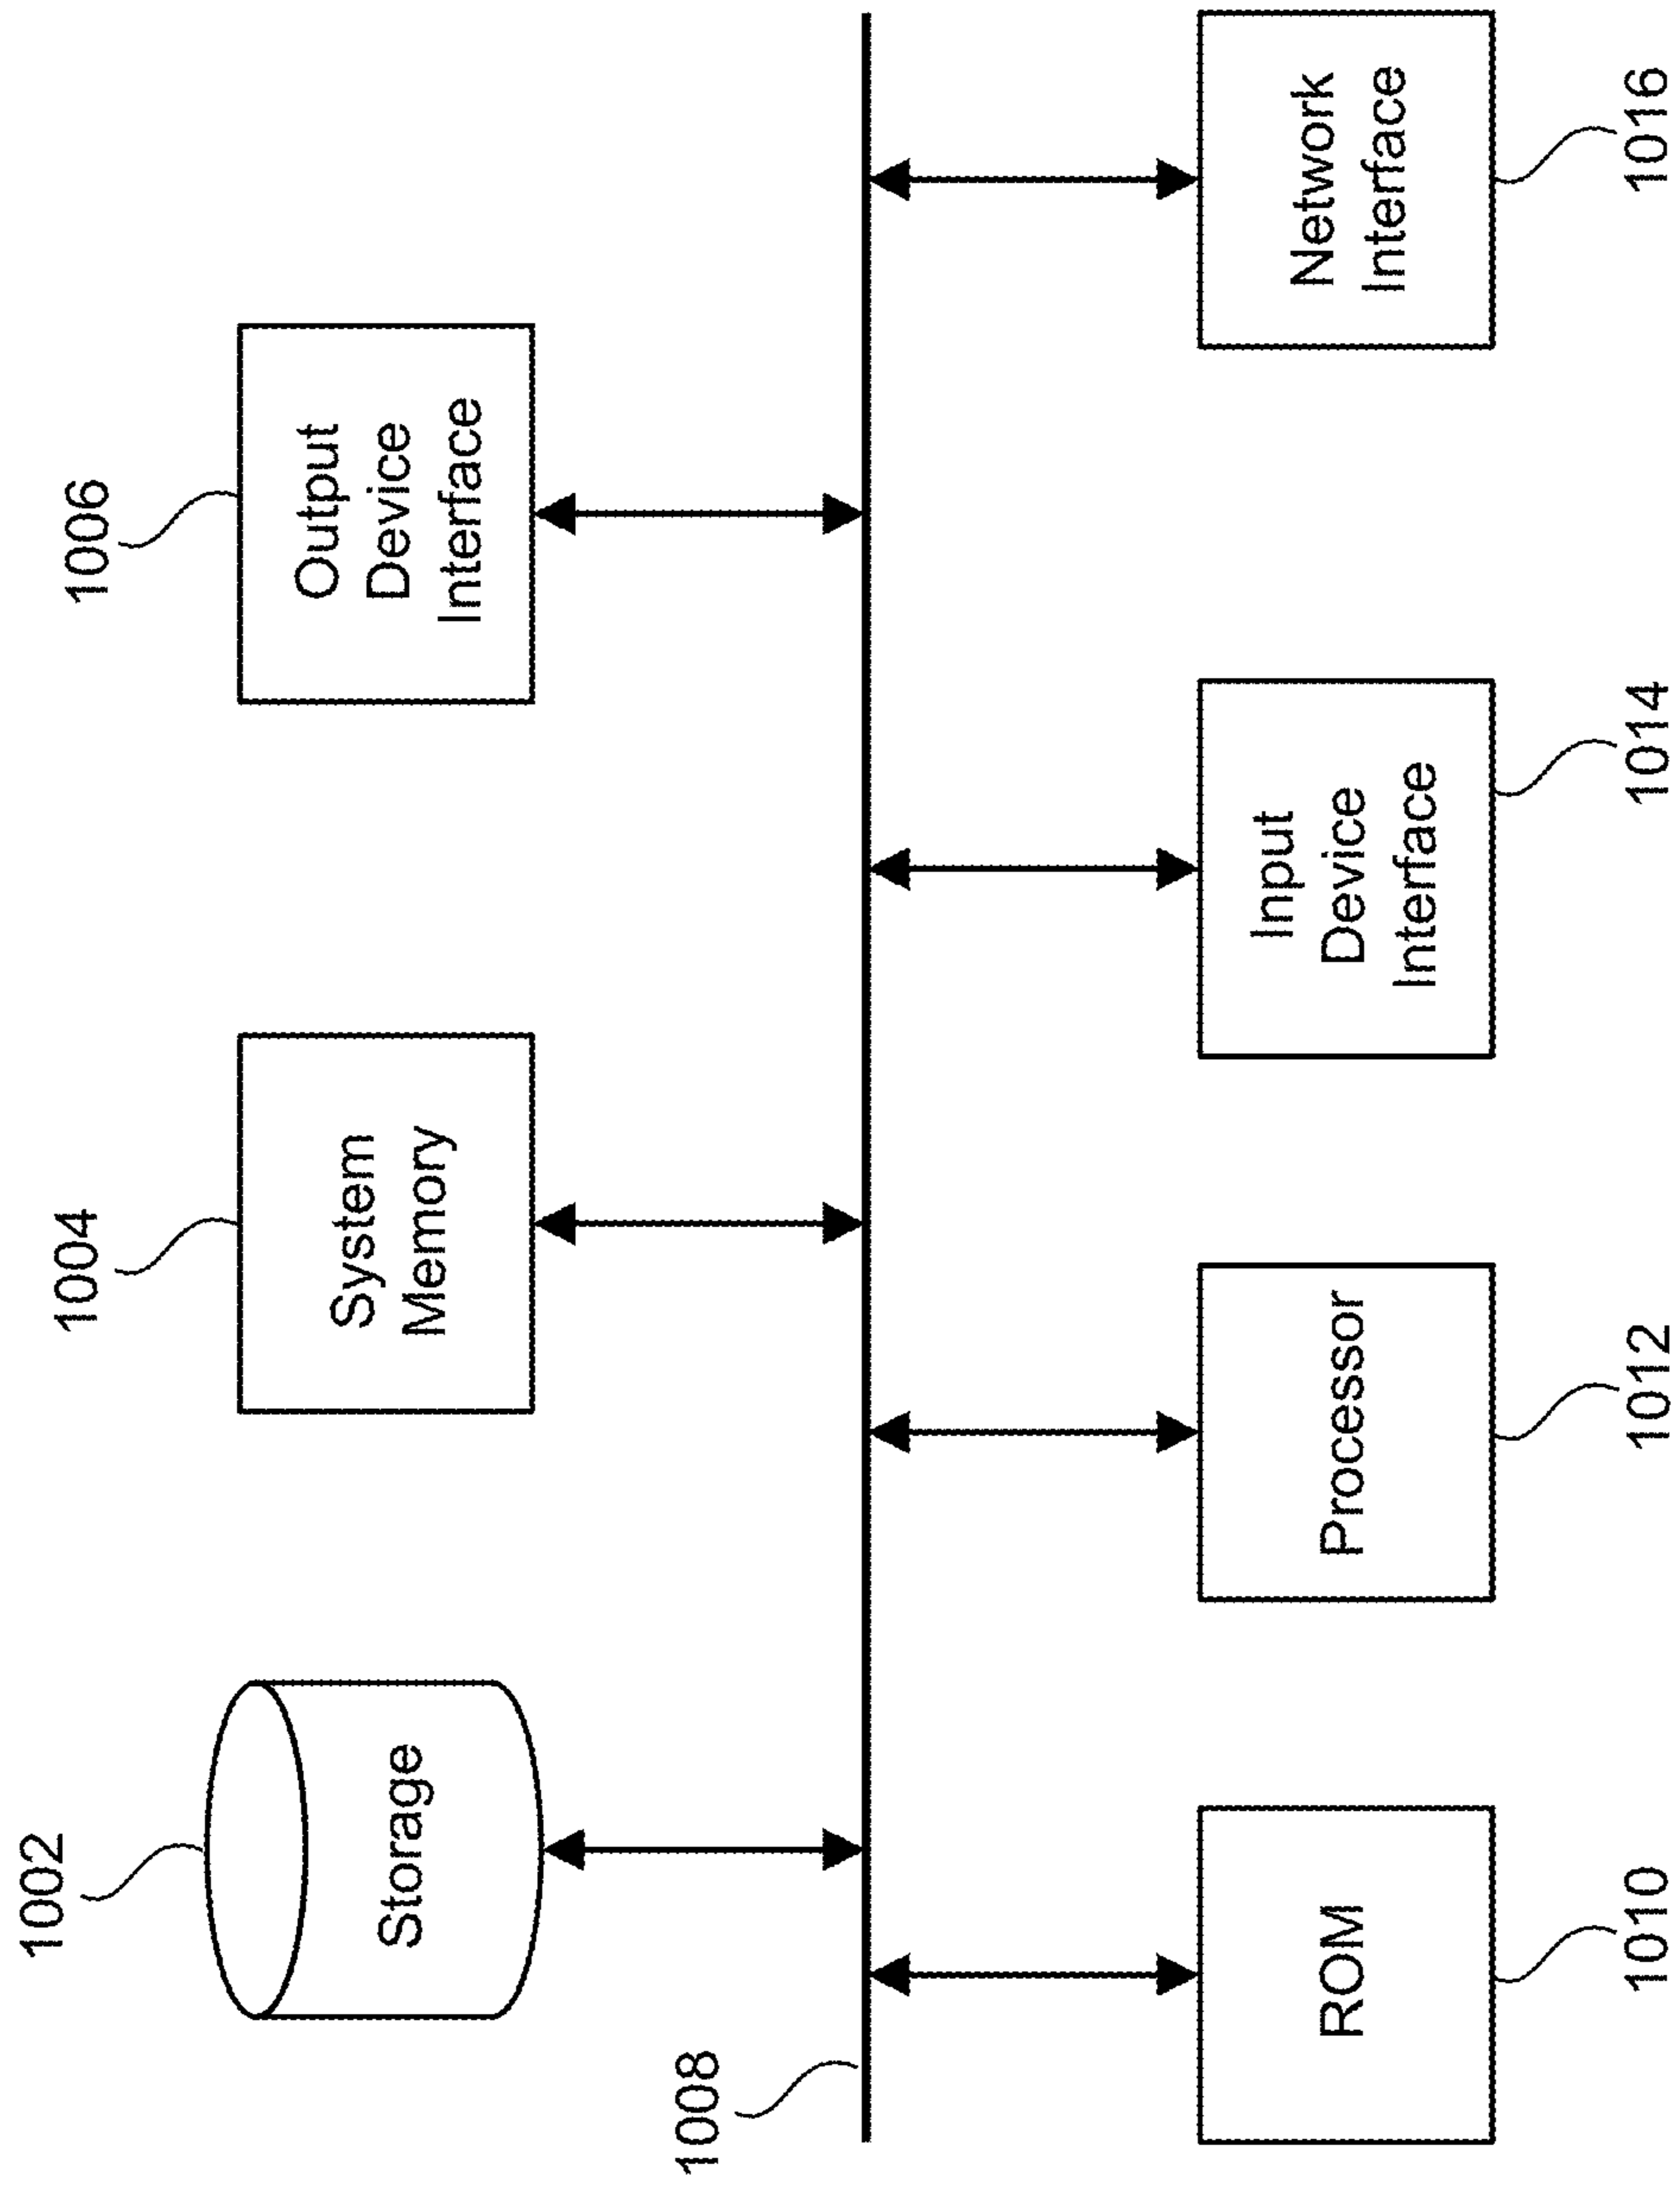 1002
Storage
1004
System
Memory
1006
Output
Device
Interface
1008
ROM
1010
Processor
1012
Input
Device
Interface
1014
Network
Interface
1016